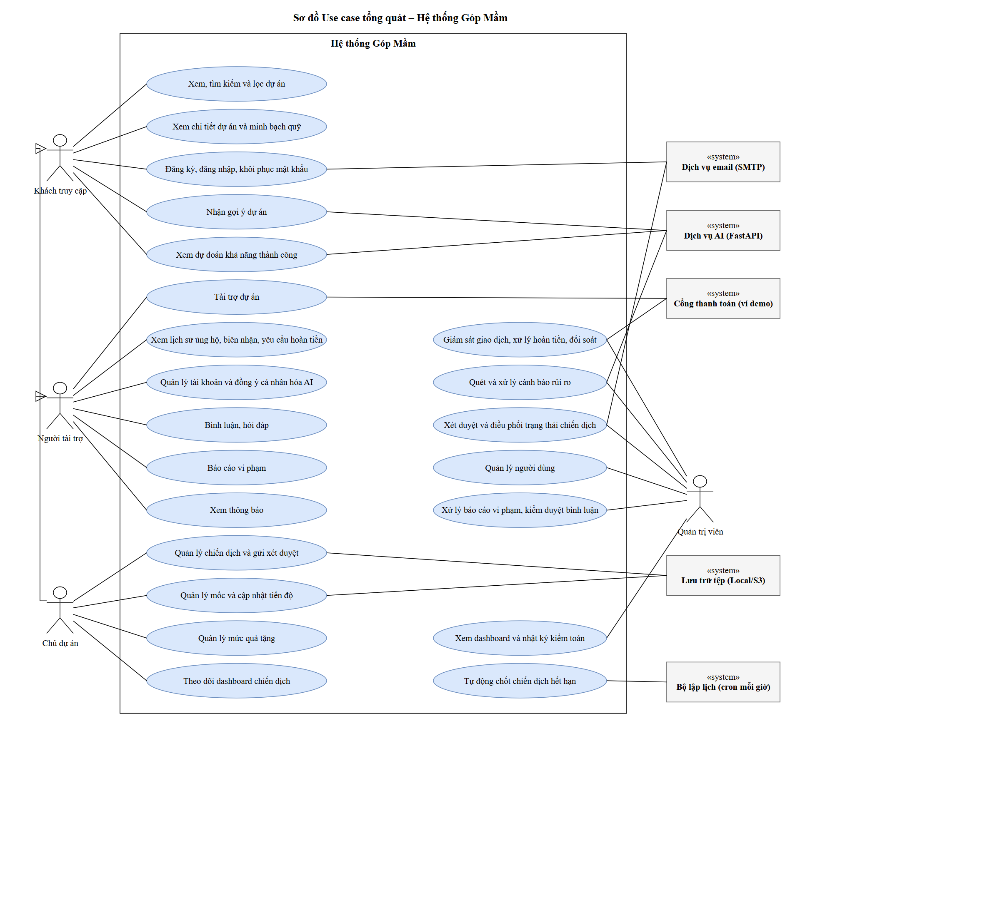 Sơ đồ Use case tổng quát – Hệ thống Góp Mầm
Hệ thống Góp Mầm
Xem, tìm kiếm và lọc dự án
Xem chi tiết dự án và minh bạch quỹ
Đăng ký, đăng nhập, khôi phục mật khẩu
Nhận gợi ý dự án
Xem dự đoán khả năng thành công
Tài trợ dự án
Xem lịch sử ủng hộ, biên nhận, yêu cầu hoàn tiền
Quản lý tài khoản và đồng ý cá nhân hóa AI
Bình luận, hỏi đáp
Báo cáo vi phạm
Xem thông báo
Quản lý chiến dịch và gửi xét duyệt
Quản lý mốc và cập nhật tiến độ
Quản lý mức quà tặng
Theo dõi dashboard chiến dịch
Khách truy cập
Người tài trợ
Chủ dự án
Giám sát giao dịch, xử lý hoàn tiền, đối soát
Quét và xử lý cảnh báo rủi ro
Xét duyệt và điều phối trạng thái chiến dịch
Quản lý người dùng
Xử lý báo cáo vi phạm, kiểm duyệt bình luận
Xem dashboard và nhật ký kiểm toán
Tự động chốt chiến dịch hết hạn
«system»
Dịch vụ email (SMTP)
«system»
Dịch vụ AI (FastAPI)
«system»
Cổng thanh toán (ví demo)
Quản trị viên
«system»
Lưu trữ tệp (Local/S3)
«system»
Bộ lập lịch (cron mỗi giờ)